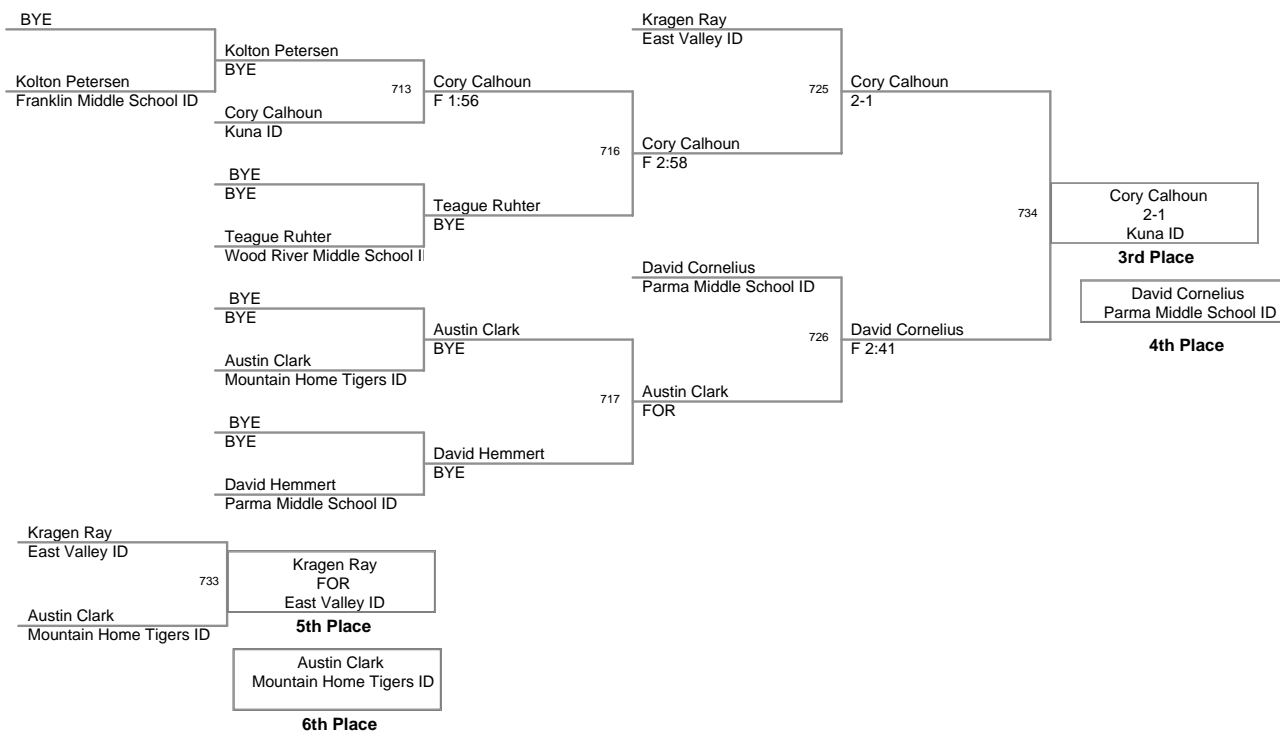 BYE
Kolton Petersen
Franklin Middle School ID
Kolton Petersen
BYE
713
Cory Calhoun
Kuna ID
Cory Calhoun
F 1:56
BYE
BYE
Teague Ruhter
Wood River Middle School I
Teague Ruhter
BYE
716
Cory Calhoun
F 2:58
Kragen Ray
East Valley ID
725
Cory Calhoun
2-1
BYE
BYE
Austin Clark
Mountain Home Tigers ID
Austin Clark
BYE
BYE
BYE
David Hemmert
Parma Middle School ID
David Hemmert
BYE
717
Austin Clark
FOR
David Cornelius
Parma Middle School ID
726
David Cornelius
F 2:41
734
Cory Calhoun
2-1
Kuna ID
3rd Place
David Cornelius
Parma Middle School ID
4th Place
Kragen Ray
East Valley ID
733
Austin Clark
Mountain Home Tigers ID
Kragen Ray
FOR
East Valley ID
5th Place
Austin Clark
Mountain Home Tigers ID
6th Place